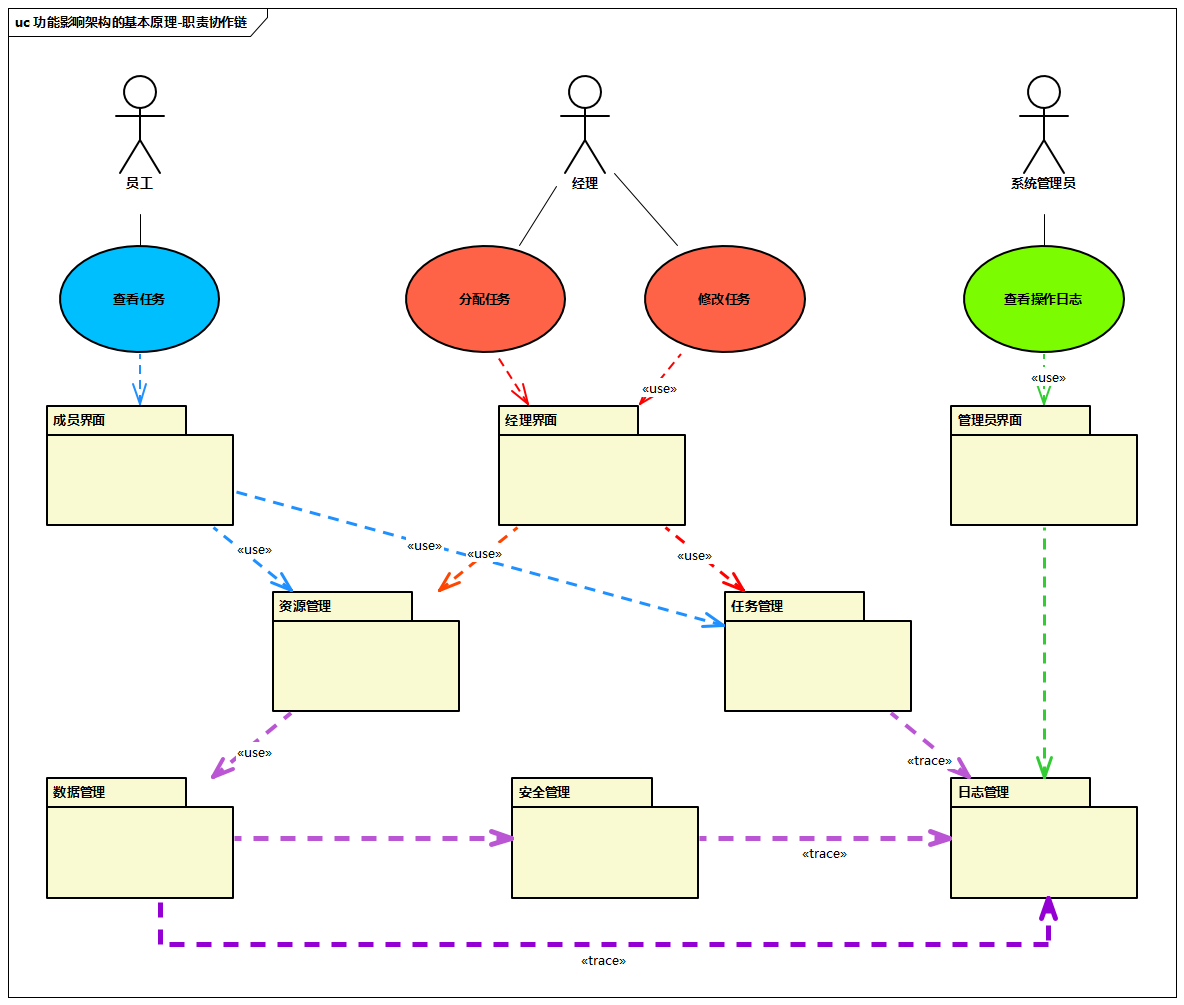 uc 功能影响架构的基本原理-职责协作链
员工
经理
系统管理员
查看任务
分配任务
修改任务
查看操作日志
«use»
«use»
成员界面
经理界面
管理员界面
«use»
«use»
«use»
«use»
资源管理
任务管理
«use»
«trace»
数据管理
安全管理
日志管理
«trace»
«trace»